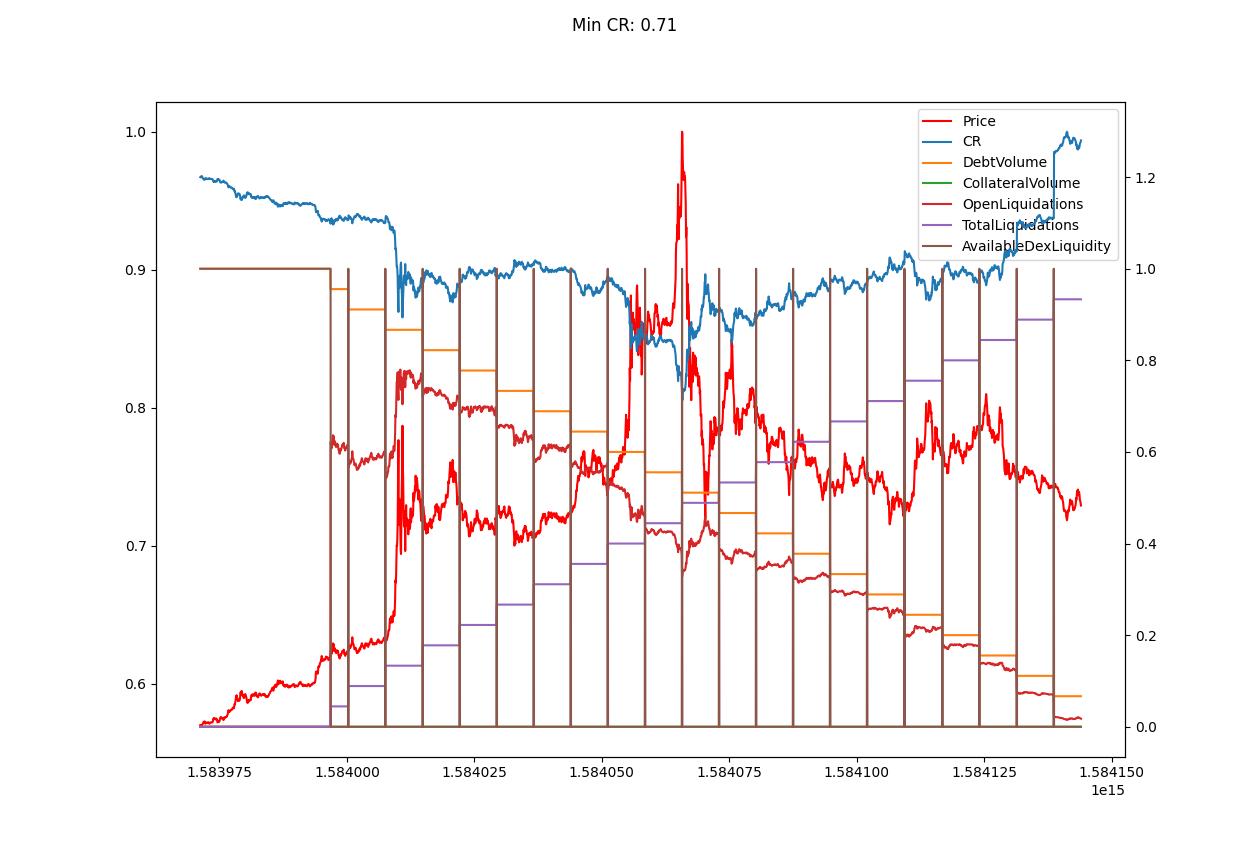 Min CR: 0.71
1.0
0.9
0.8
0.7
0.6
Price
CR
DebtVolume
CollateralVolume
OpenLiquidations
TotalLiquidations
AvailableDexLiquidity
1.2
1.0
0.8
0.6
0.4
0.2
0.0
1.583975 1.584000 1.584025 1.584050 1.584075 1.584100 1.584125 1.584150
1e15